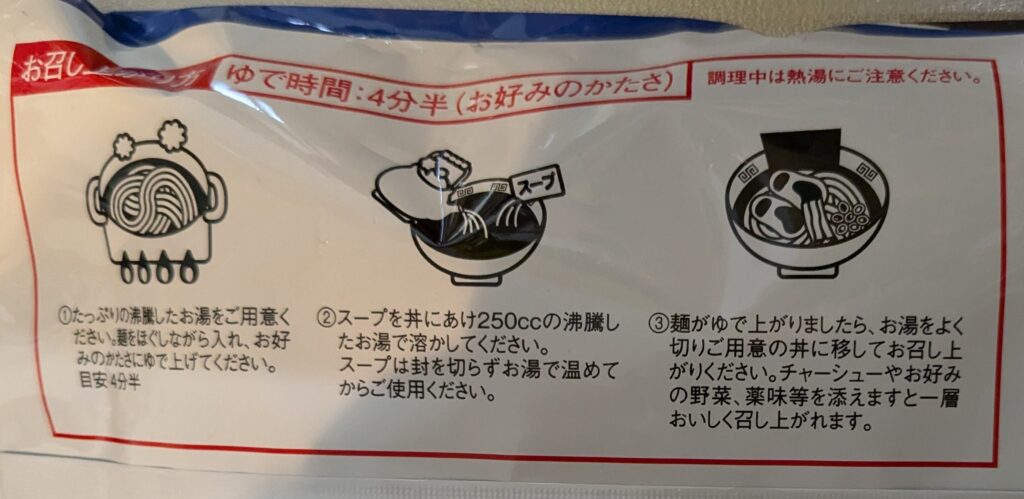 お召し上がり方
ゆで時間:4分半(お好みのかたさ)
調理中は熱湯にご注意ください。
スープ
①たっぷりの沸騰したお湯をご用意く
ださい。麺をほぐしながら入れ、お好
みのかたさにゆで上げてください。
目安 4分半
②スープを丼にあけ250ccの沸騰し
たお湯で溶かしてください。
スープは封を切らずお湯で温めて
からご使用ください。
③麺がゆで上がりましたら、お湯をよく
切りご用意の丼に移してお召し上
がりください。チャーシューやお好み
の野菜、薬味等を添えますと一層
おいしく召し上がれます。